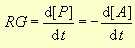 RG = d[P]/dt = - d[A]/dt